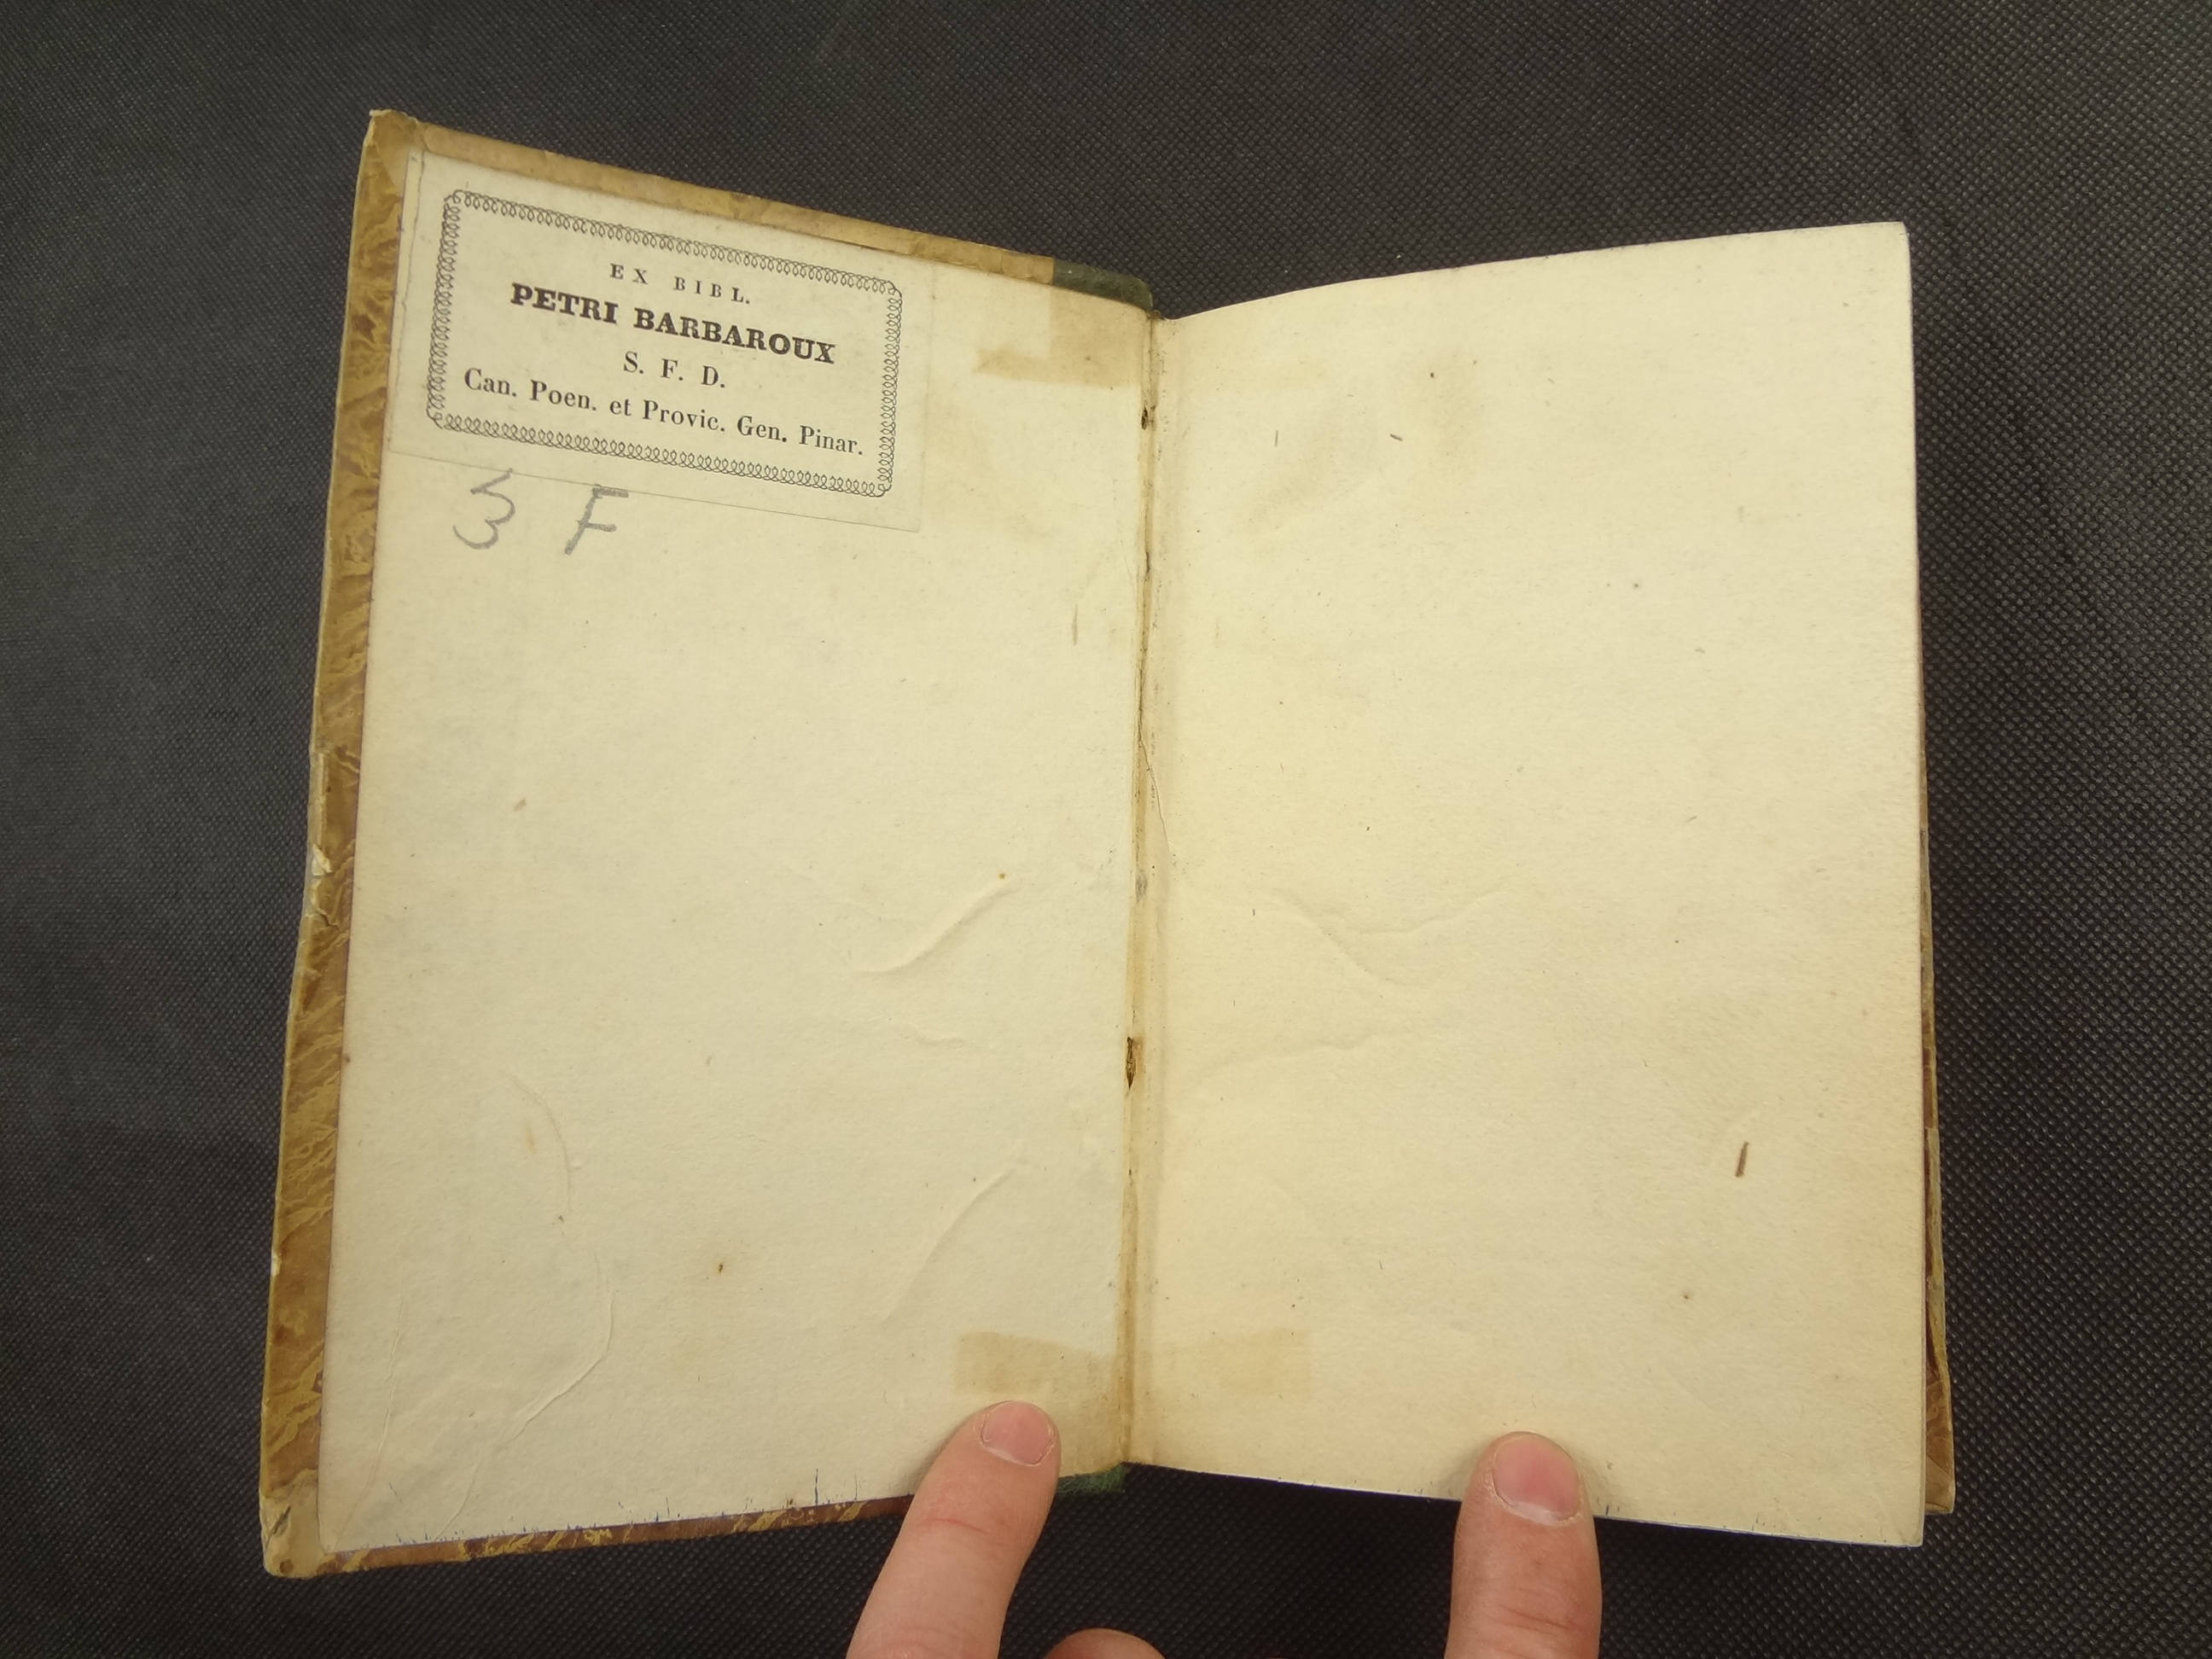 EX BIBL.
PETRI BARBAROUX
S. F. D.
Can. Poen. et Provic. Gen. Pinar.
3 F